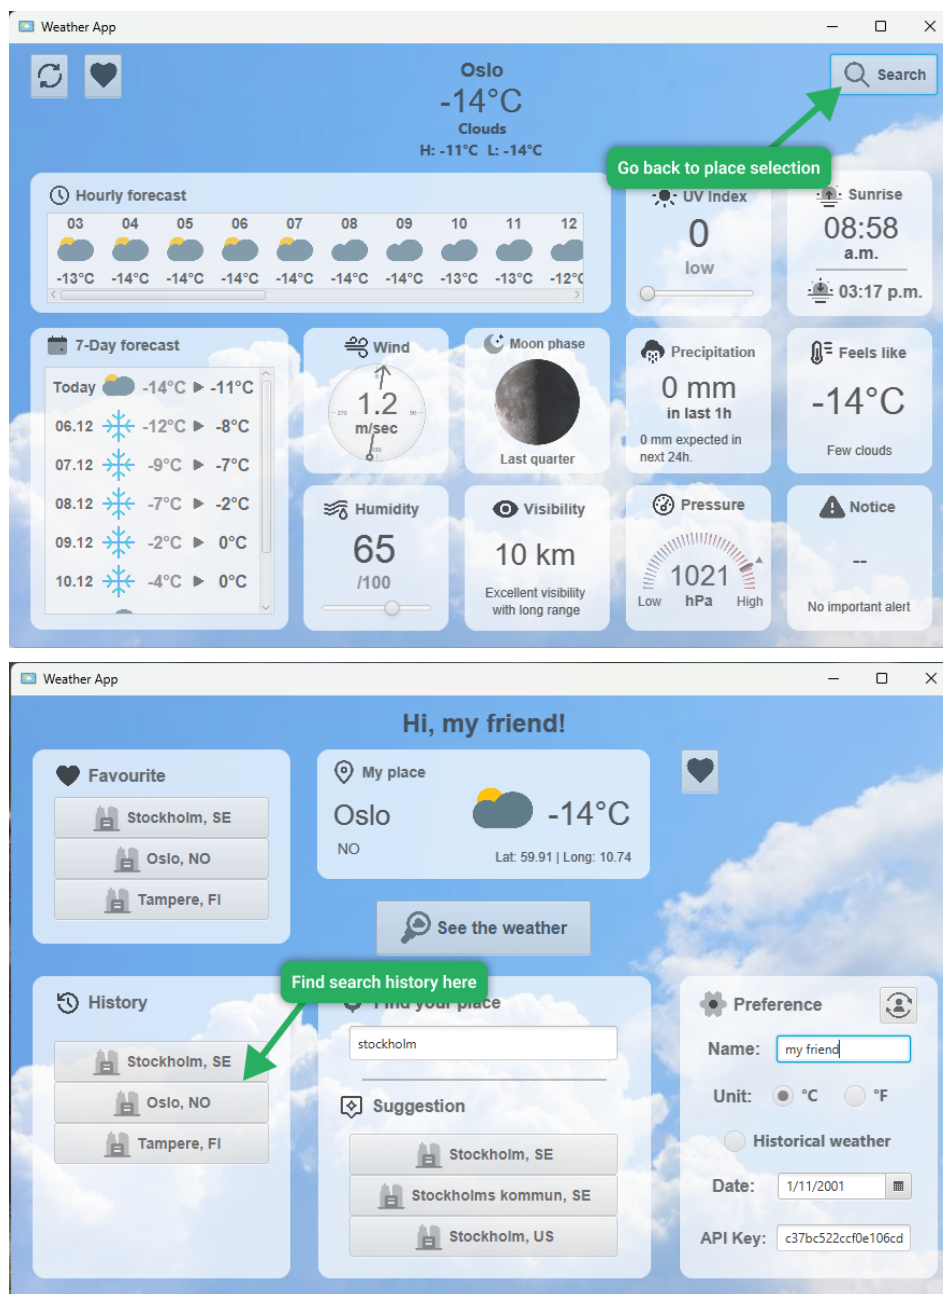 Weather App
Oslo
-14°C
Clouds
H: -11°C L: -14°C
Search
Go back to place selection
Hourly forecast
03 04 05 06 07 08 09 10 11 12
-13°C -14°C -14°C -14°C -14°C -14°C -14°C -13°C -13°C -12°C
UV Index
0
low
Sunrise
08:58
a.m.
03:17 p.m.
7-Day forecast
Today -14°C ▶ -11°C
06.12 -12°C ▶ -8°C
07.12 -9°C ▶ -7°C
08.12 -7°C ▶ -2°C
09.12 -2°C ▶ 0°C
10.12 -4°C ▶ 0°C
Wind
270 90
1.2
m/sec
Moon phase
Last quarter
Precipitation
0 mm
in last 1h
0 mm expected in
next 24h.
Feels like
-14°C
Few clouds
Humidity
65
/100
Visibility
10 km
Excellent visibility
with long range
Pressure
1021
Low hPa High
Notice
--
No important alert
Weather App
Hi, my friend!
Favourite
Stockholm, SE
Oslo, NO
Tampere, FI
My place
Oslo -14°C
NO
Lat: 59.91 | Long: 10.74
See the weather
Find search history here
History
Stockholm, SE
Oslo, NO
Tampere, FI
Find your place
stockholm
Suggestion
Stockholm, SE
Stockholms kommun, SE
Stockholm, US
Preference
Name: my friend
Unit: °C °F
Historical weather
Date: 1/11/2001
API Key: c37bc522ccf0e106cd